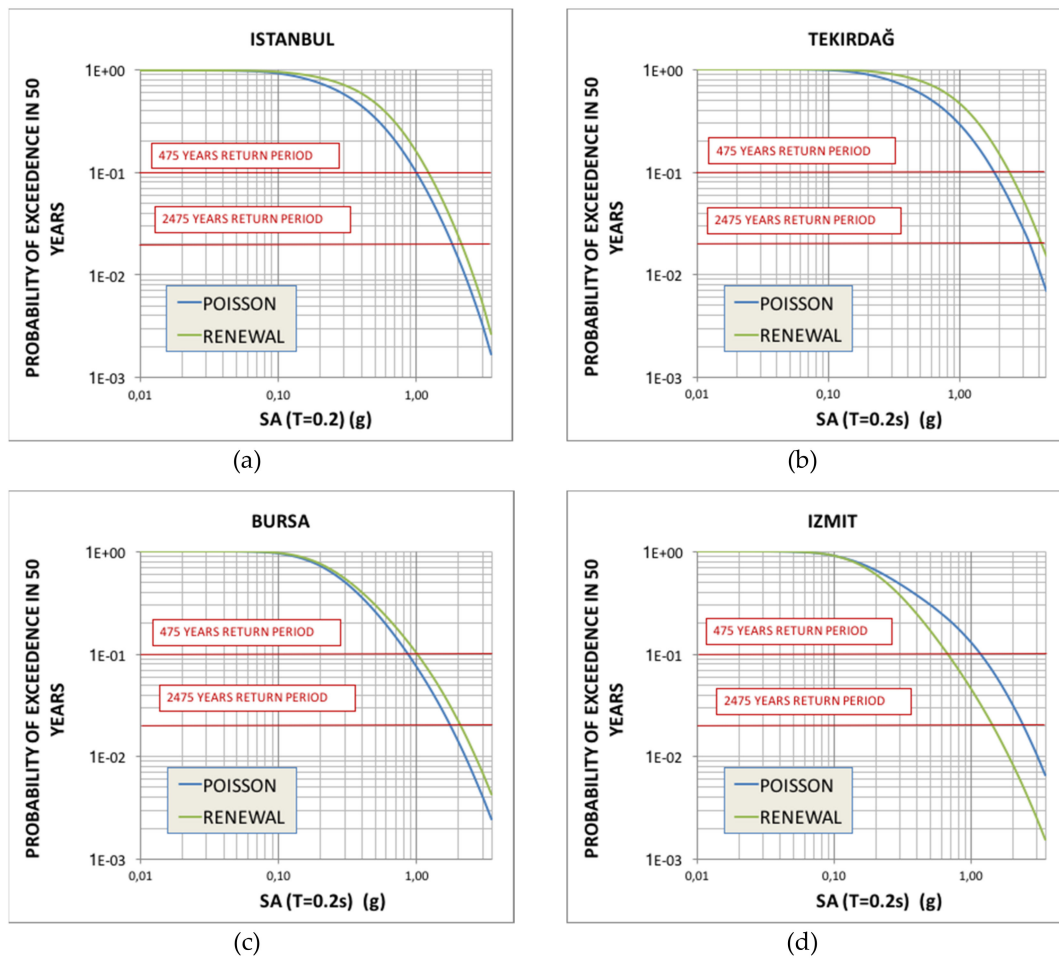 ISTANBUL
PROBABILITY OF EXCEEDENCE IN 50
YEARS
1E+00
475 YEARS RETURN PERIOD
1E-01
2475 YEARS RETURN PERIOD
1E-02
POISSON
RENEWAL
1E-03
0,01 0,10 1,00
SA (T=0.2) (g)
(a)
TEKIRDAĞ
PROBABILITY OF EXCEEDENCE IN 50
YEARS
1E+00
475 YEARS RETURN PERIOD
1E-01
2475 YEARS RETURN PERIOD
1E-02
POISSON
RENEWAL
1E-03
0,01 0,10 1,00
SA (T=0.2s) (g)
(b)
BURSA
PROBABILITY OF EXCEEDENCE IN 50
YEARS
1E+00
475 YEARS RETURN PERIOD
1E-01
2475 YEARS RETURN PERIOD
1E-02
POISSON
RENEWAL
1E-03
0,01 0,10 1,00
SA (T=0.2s) (g)
(c)
IZMIT
PROBABILITY OF EXCEEDENCE IN 50
YEARS
1E+00
475 YEARS RETURN PERIOD
1E-01
2475 YEARS RETURN PERIOD
1E-02
POISSON
RENEWAL
1E-03
0,01 0,10 1,00
SA (T=0.2s) (g)
(d)